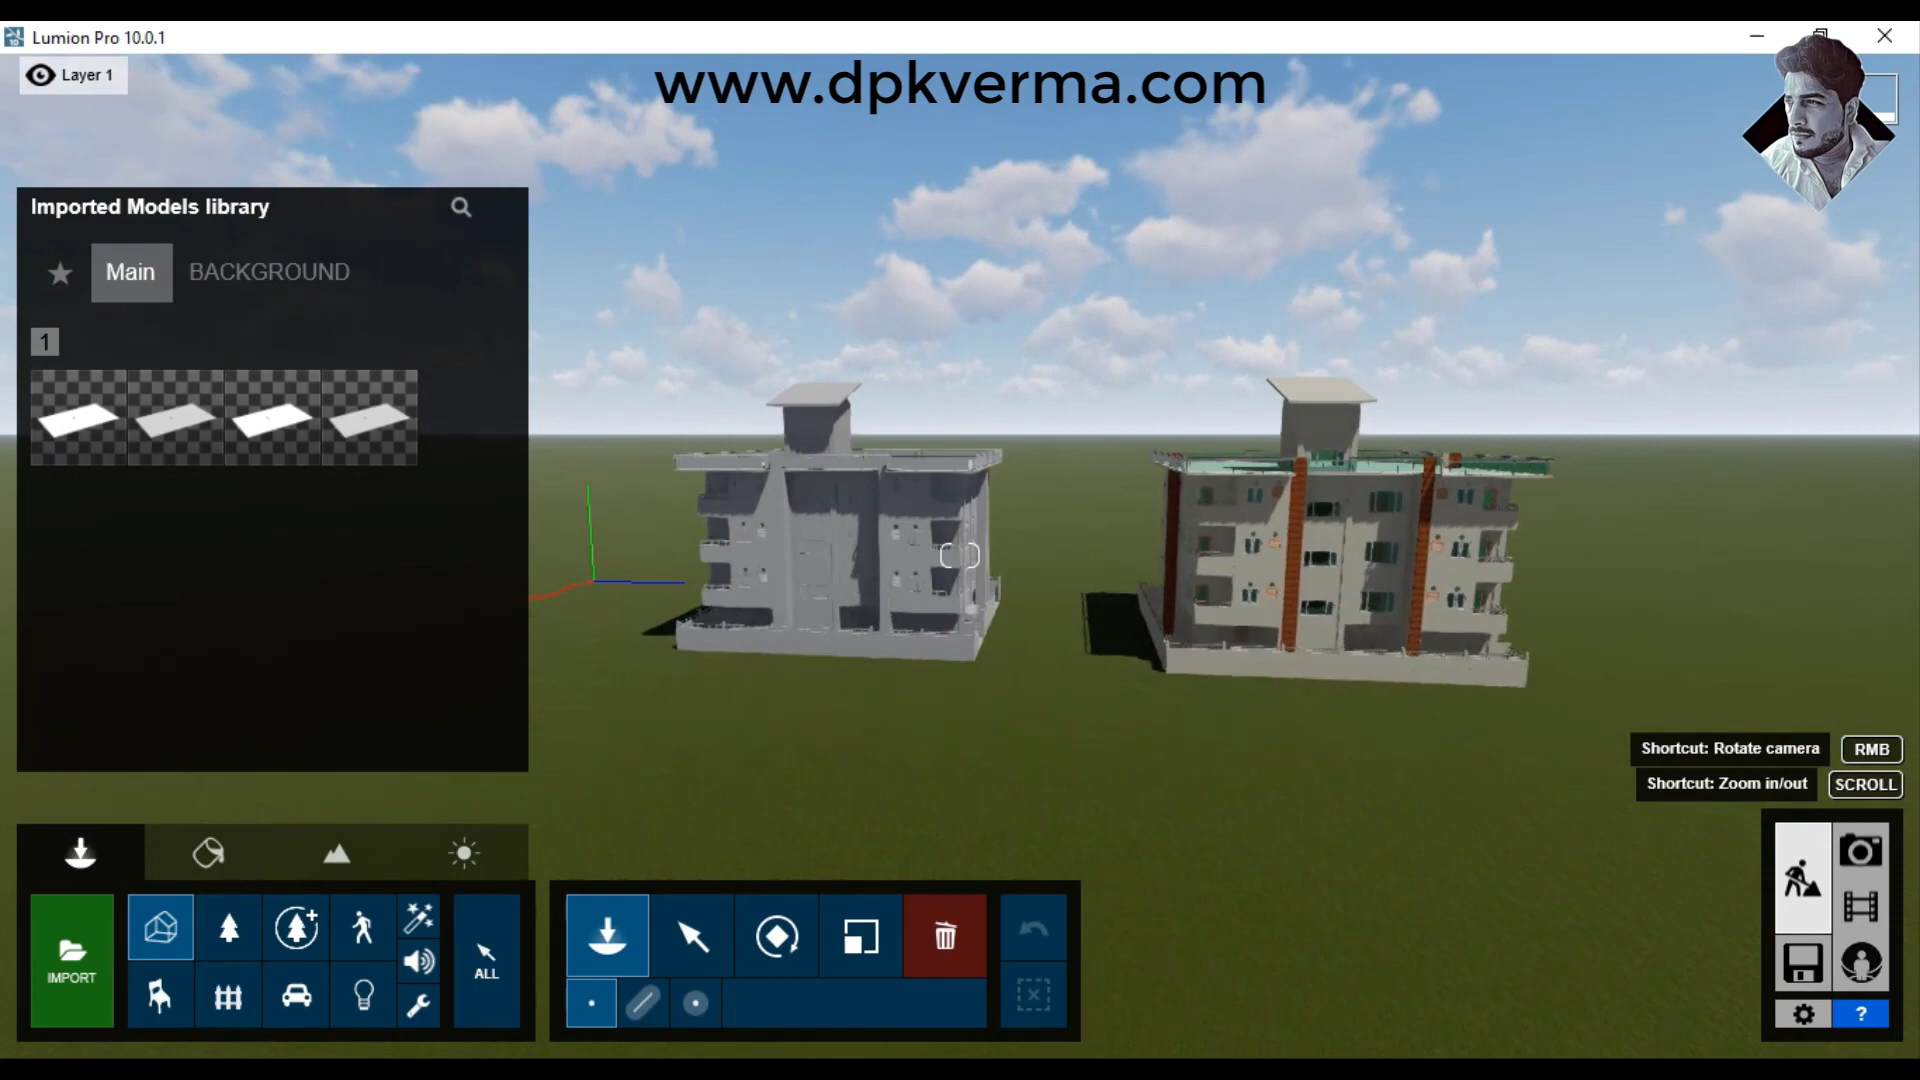 Lumion Pro 10.0.1
Layer 1
www.dpkverma.com
Imported Models library
Main
BACKGROUND
1
Shortcut: Rotate camera
RMB
Shortcut: Zoom in/out
SCROLL
IMPORT
ALL
?